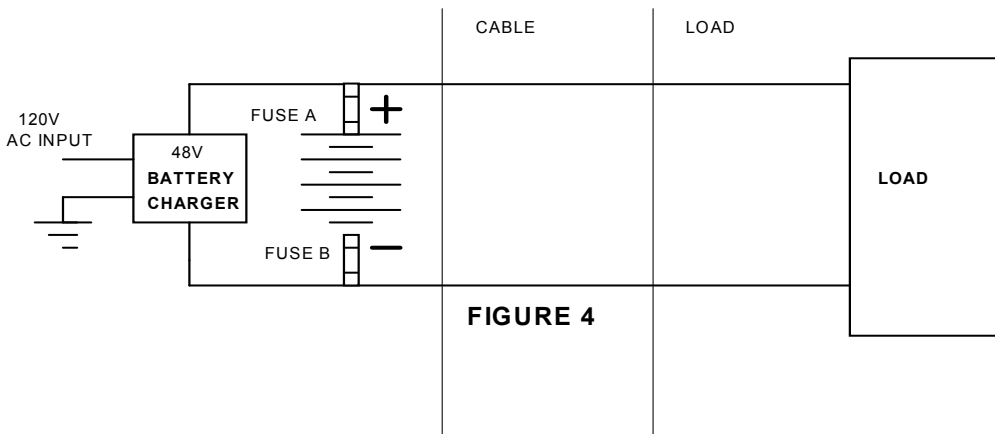 CABLE
LOAD
120V
AC INPUT
FUSE A
+
48V
BATTERY
CHARGER
LOAD
FUSE B
–
FIGURE 4